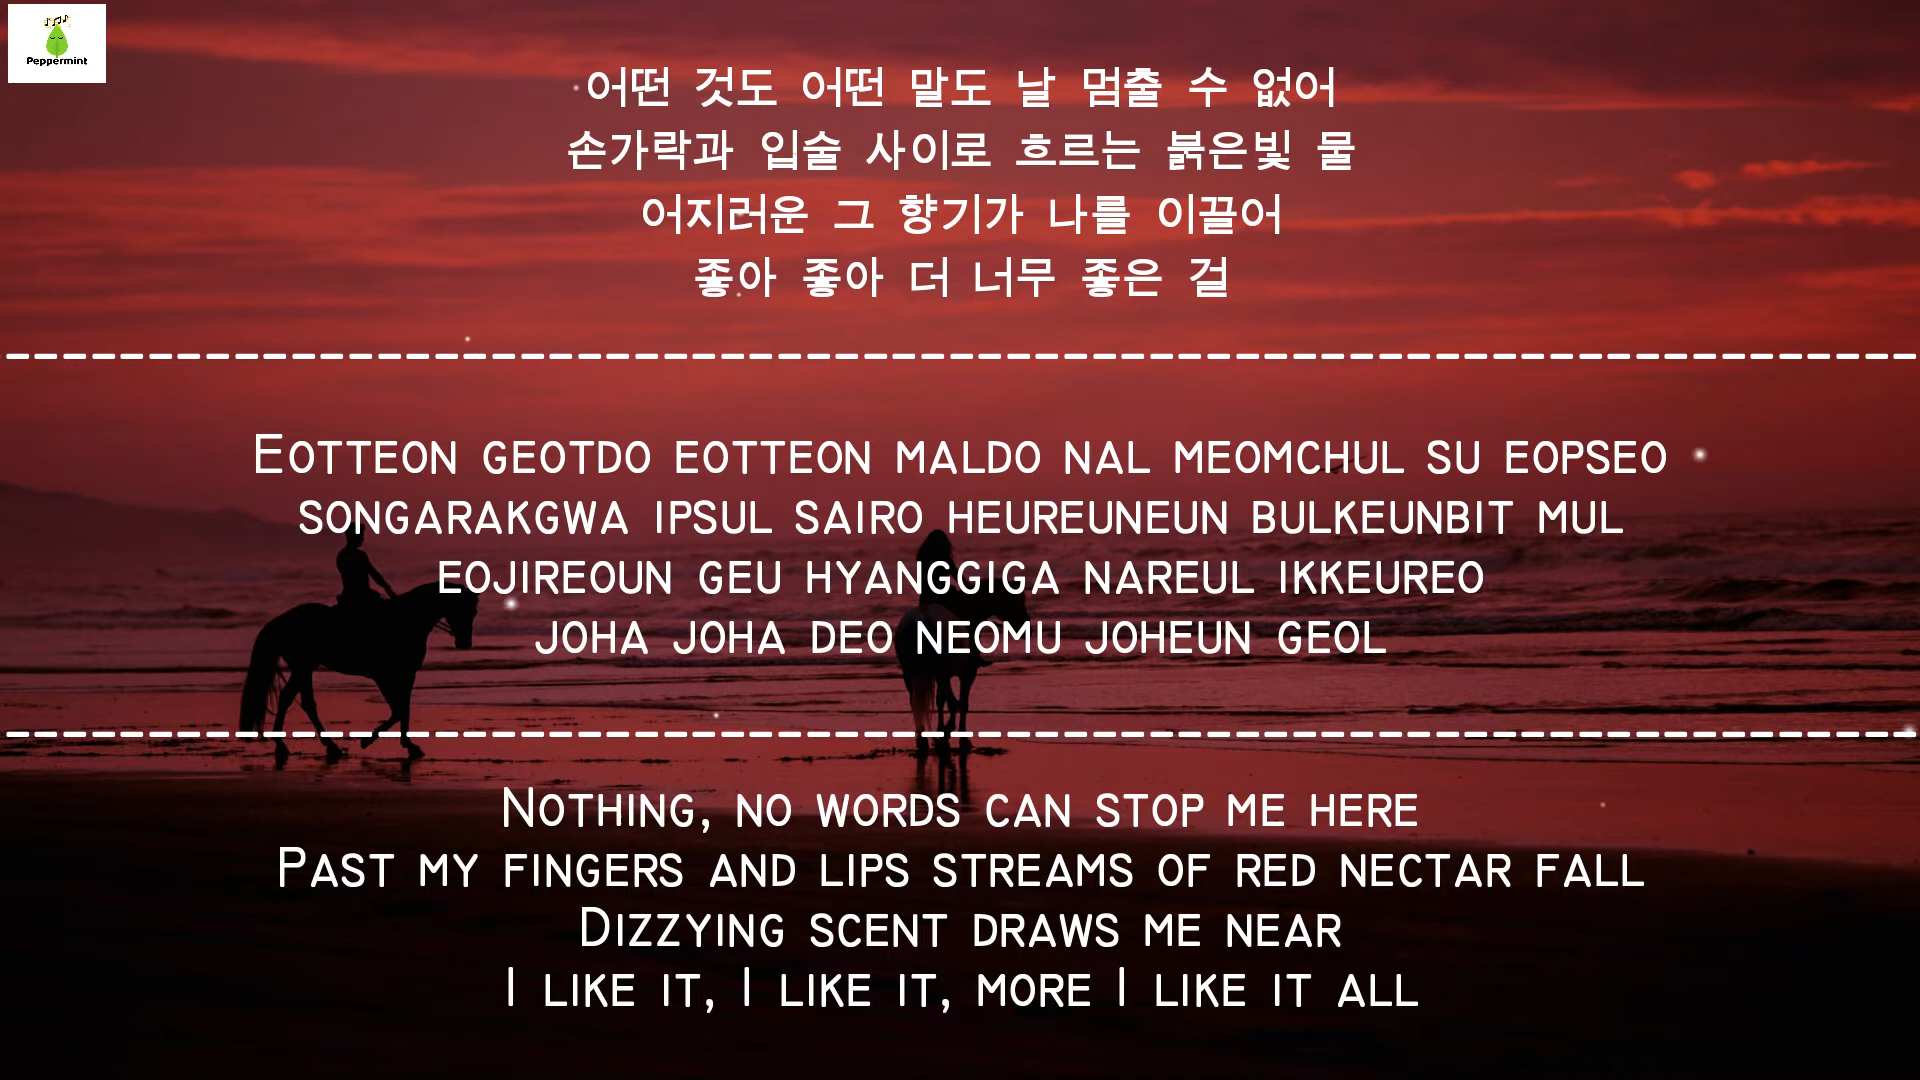 Peppermint
어떤 것도 어떤 말도 날 멈출 수 없어
손가락과 입술 사이로 흐르는 붉은빛 물
어지러운 그 향기가 나를 이끌어
좋아 좋아 더 너무 좋은 걸
Eotteon geotdo eotteon maldo nal meomchul su eopseo
songarakgwa ipsul sairo heureuneun bulkeunbit mul
eojireoun geu hyanggiga nareul ikkeureo
joha joha deo neomu joheun geol
Nothing, no words can stop me here
Past my fingers and lips streams of red nectar fall
Dizzying scent draws me near
I like it, I like it, more I like it all